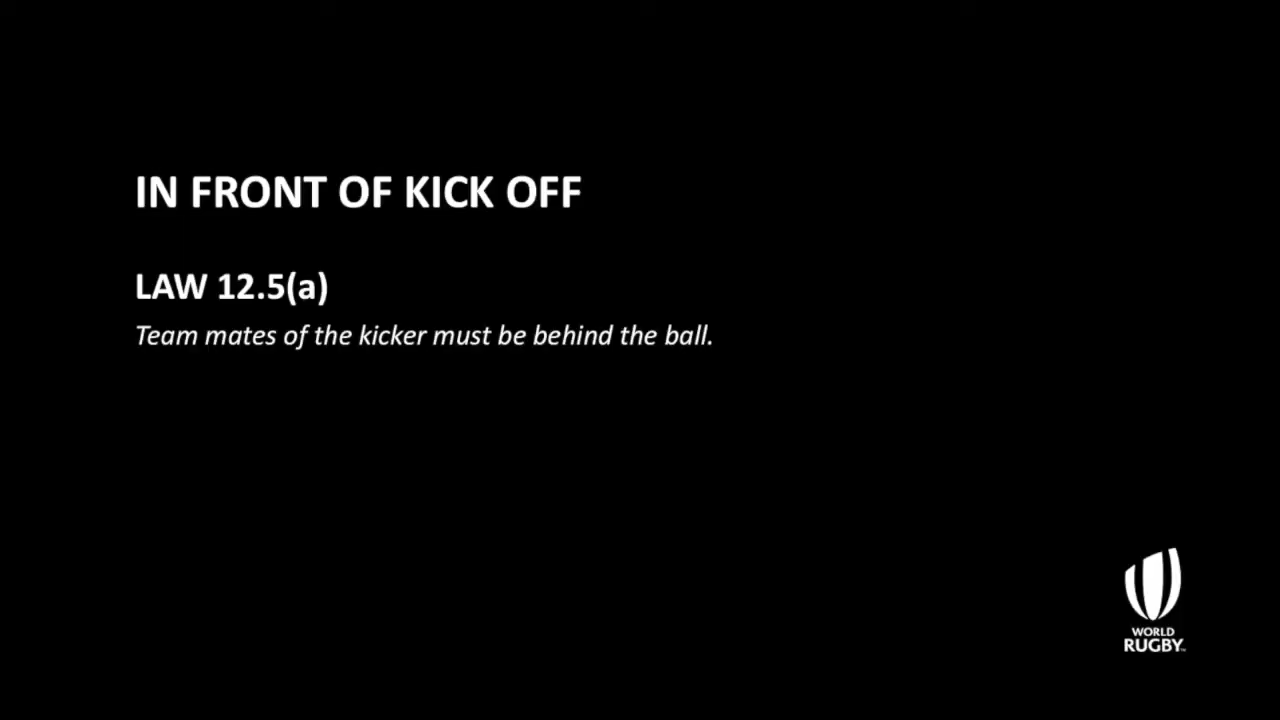 IN FRONT OF KICK OFF
LAW 12.5(a)
Team mates of the kicker must be behind the ball.
WORLD
RUGBY™